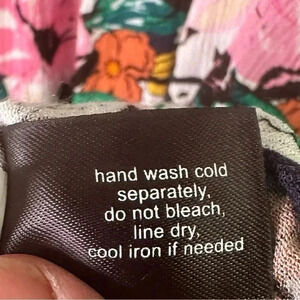 hand wash cold
separately,
do not bleach,
line dry,
cool iron if needed